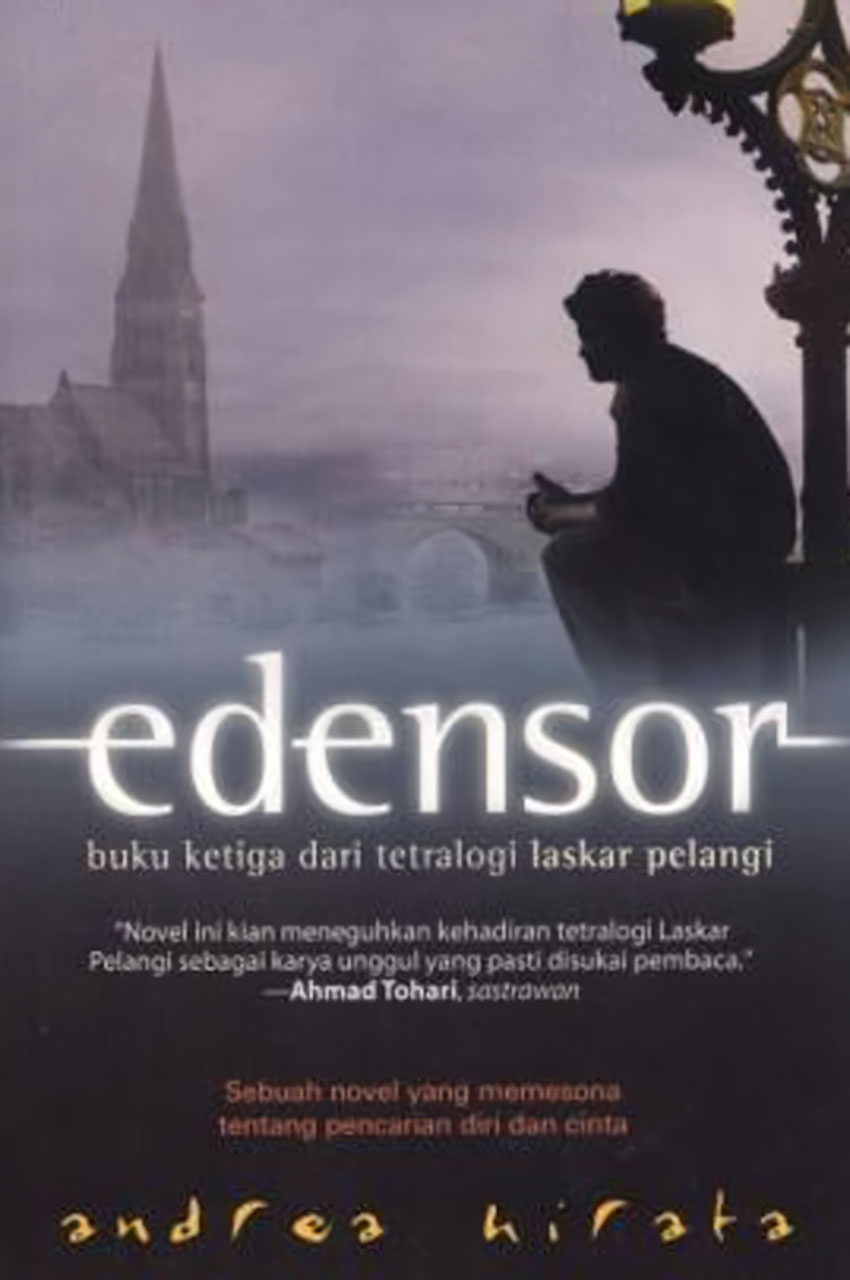 edensor
buku ketiga dari tetralogi laskar pelangi
"Novel ini kian meneguhkan kehadiran tetralogi Laskar
Pelangi sebagai karya unggul yang pasti disukai pembaca."
—Ahmad Tohari, sastrawan
Sebuah novel yang memesona
tentang pencarian diri dan cinta
andrea hirata